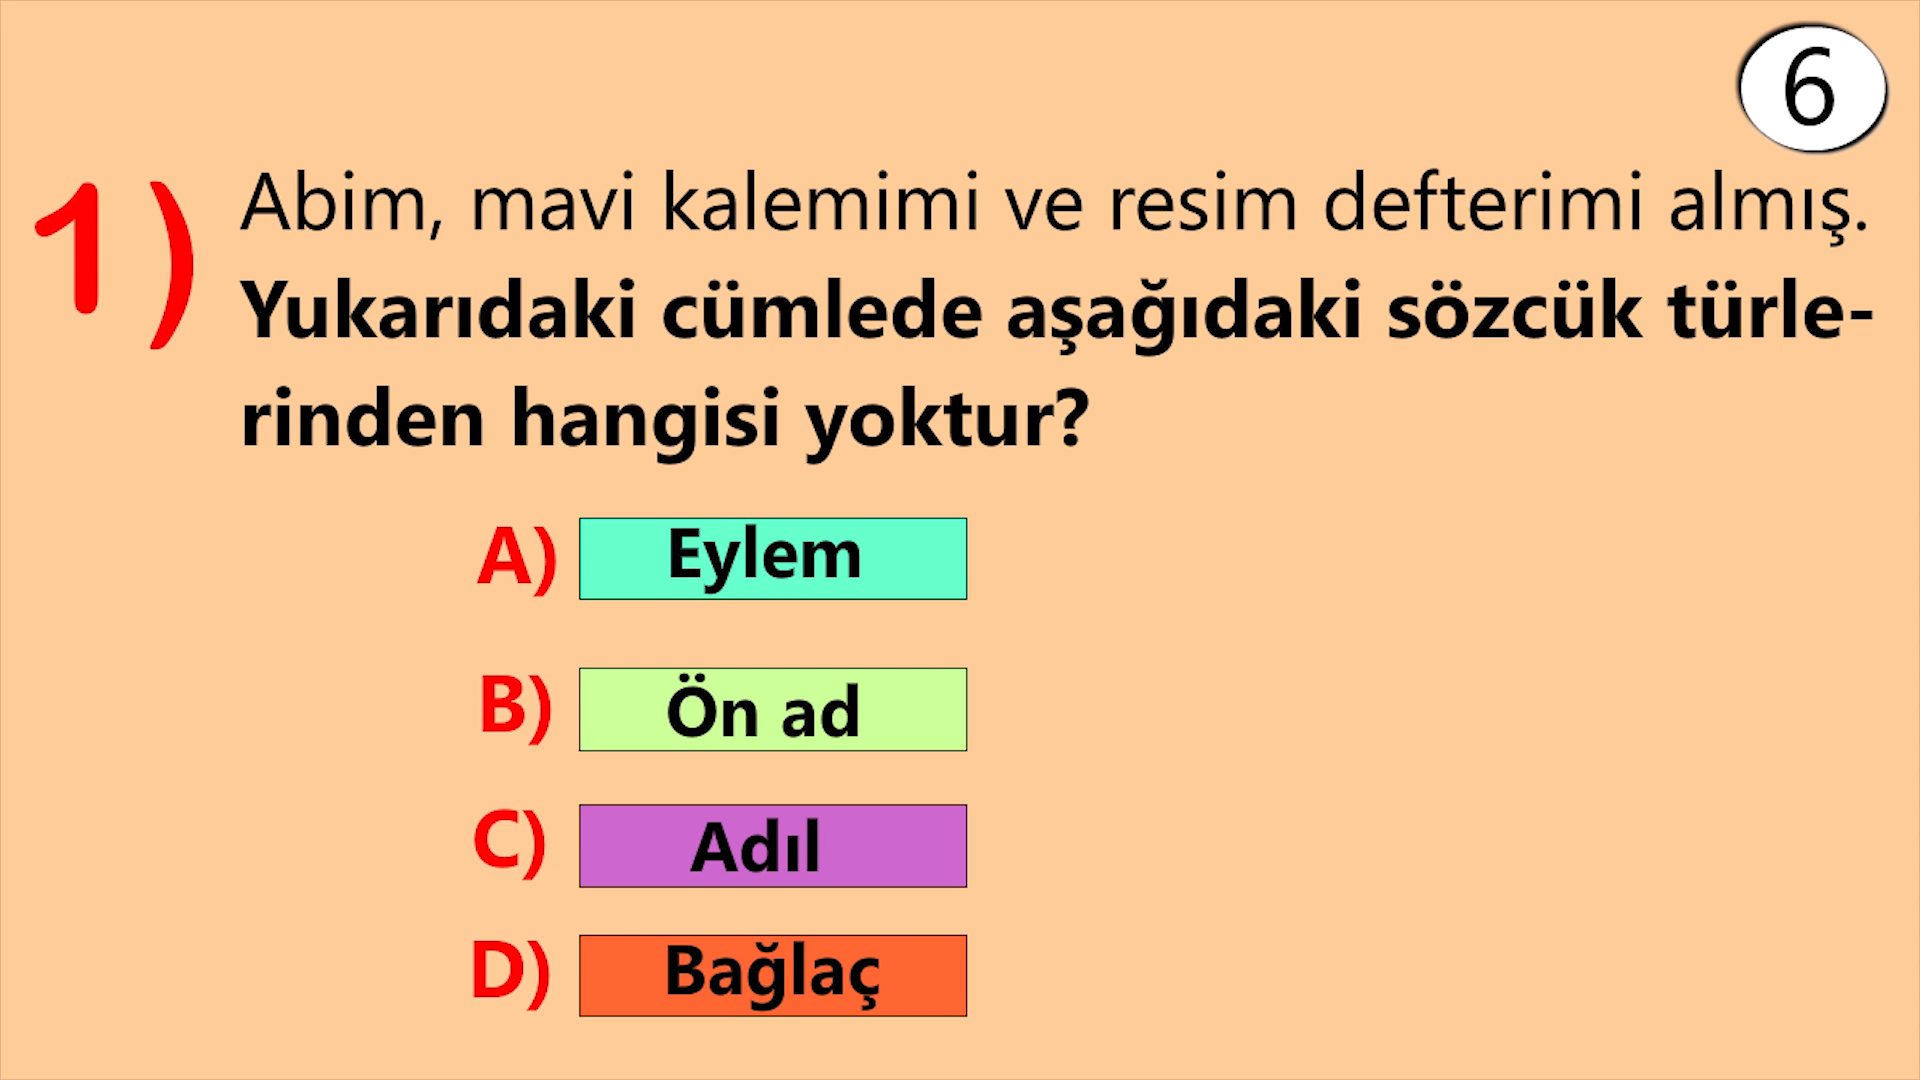 6
1) Abim, mavi kalemimi ve resim defterimi almış.
Yukarıdaki cümlede aşağıdaki sözcük türle-
rinden hangisi yoktur?
A) Eylem
B) Ön ad
C) Adıl
D) Bağlaç